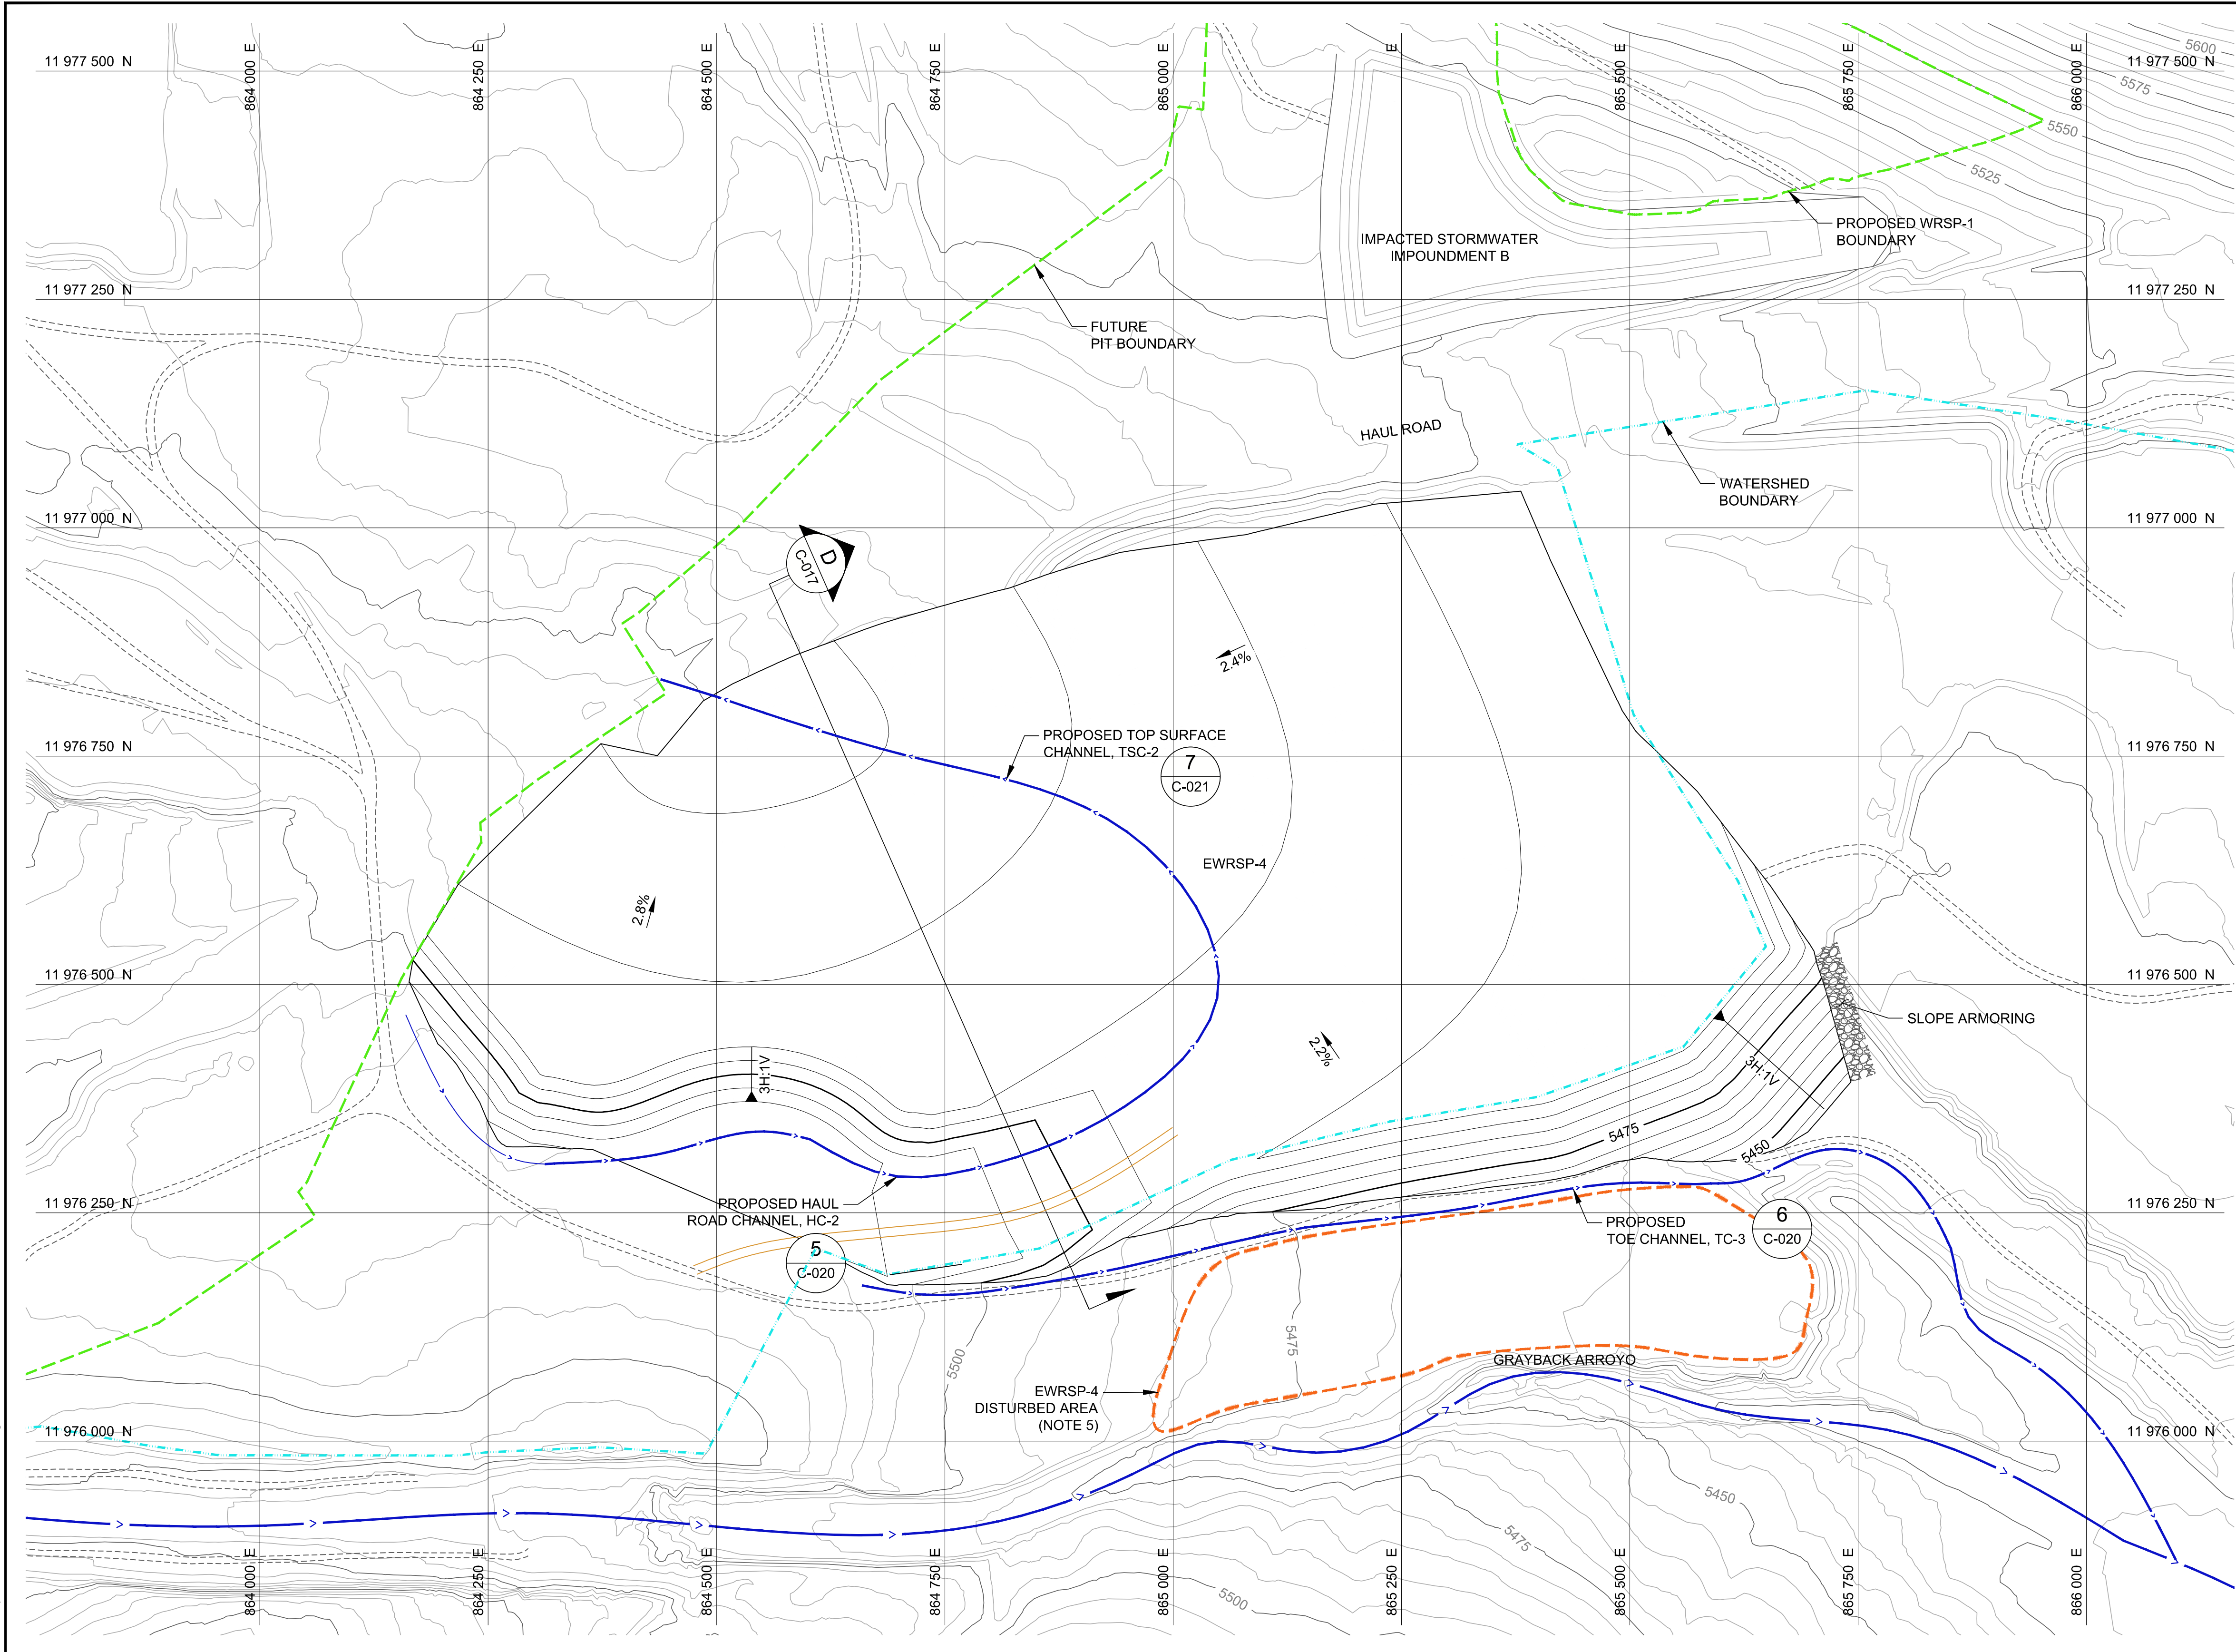 864 000 E
864 250 E
864 500 E
864 750 E
865 000 E
E
865 500 E
865 750 E
866 000 E
5600
11 977 500 N
11 977 500 N
5575
5550
5525
PROPOSED WRSP-1
BOUNDARY
IMPACTED STORMWATER
IMPOUNDMENT B
11 977 250 N
11 977 250 N
FUTURE
PIT BOUNDARY
HAUL ROAD
WATERSHED
BOUNDARY
11 977 000 N
11 977 000 N
D
C-017
2.4%
PROPOSED TOP SURFACE
CHANNEL, TSC-2
11 976 750 N
11 976 750 N
7
C-021
EWRSP-4
2.8%
11 976 500 N
11 976 500 N
SLOPE ARMORING
2.2%
3H:1V
3H:1V
5475
5450
PROPOSED HAUL
ROAD CHANNEL, HC-2
11 976 250 N
11 976 250 N
PROPOSED
TOE CHANNEL, TC-3
6
C-020
5
C-020
5475
5500
GRAYBACK ARROYO
EWRSP-4
DISTURBED AREA
(NOTE 5)
11 976 000 N
11 976 000 N
5450
5475
5500
864 000 E
864 250 E
864 500 E
864 750 E
865 000 E
865 250 E
865 500 E
865 750 E
866 000 E